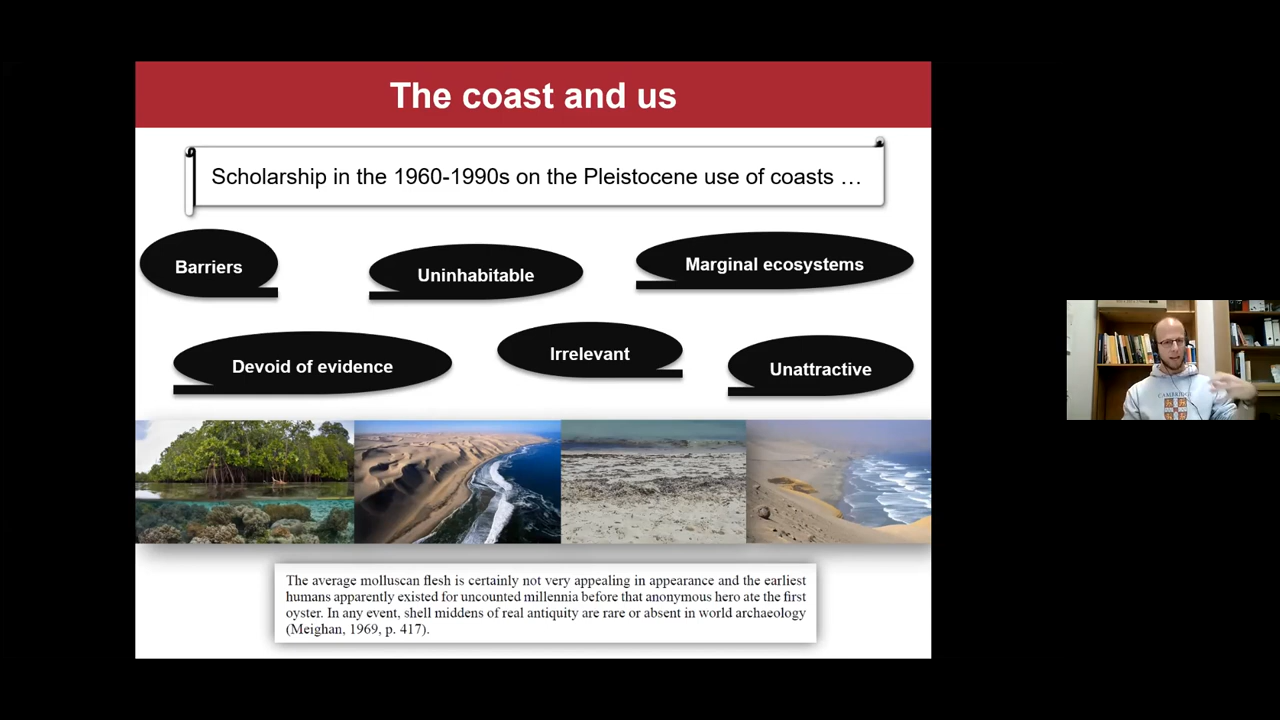 The coast and us
Scholarship in the 1960-1990s on the Pleistocene use of coasts …
Barriers
Uninhabitable
Marginal ecosystems
Devoid of evidence
Irrelevant
Unattractive
The average molluscan flesh is certainly not very appealing in appearance and the earliest
humans apparently existed for uncounted millennia before that anonymous hero ate the first
oyster. In any event, shell middens of real antiquity are rare or absent in world archaeology
(Meighan, 1969, p. 417).
CAMBRIDGE